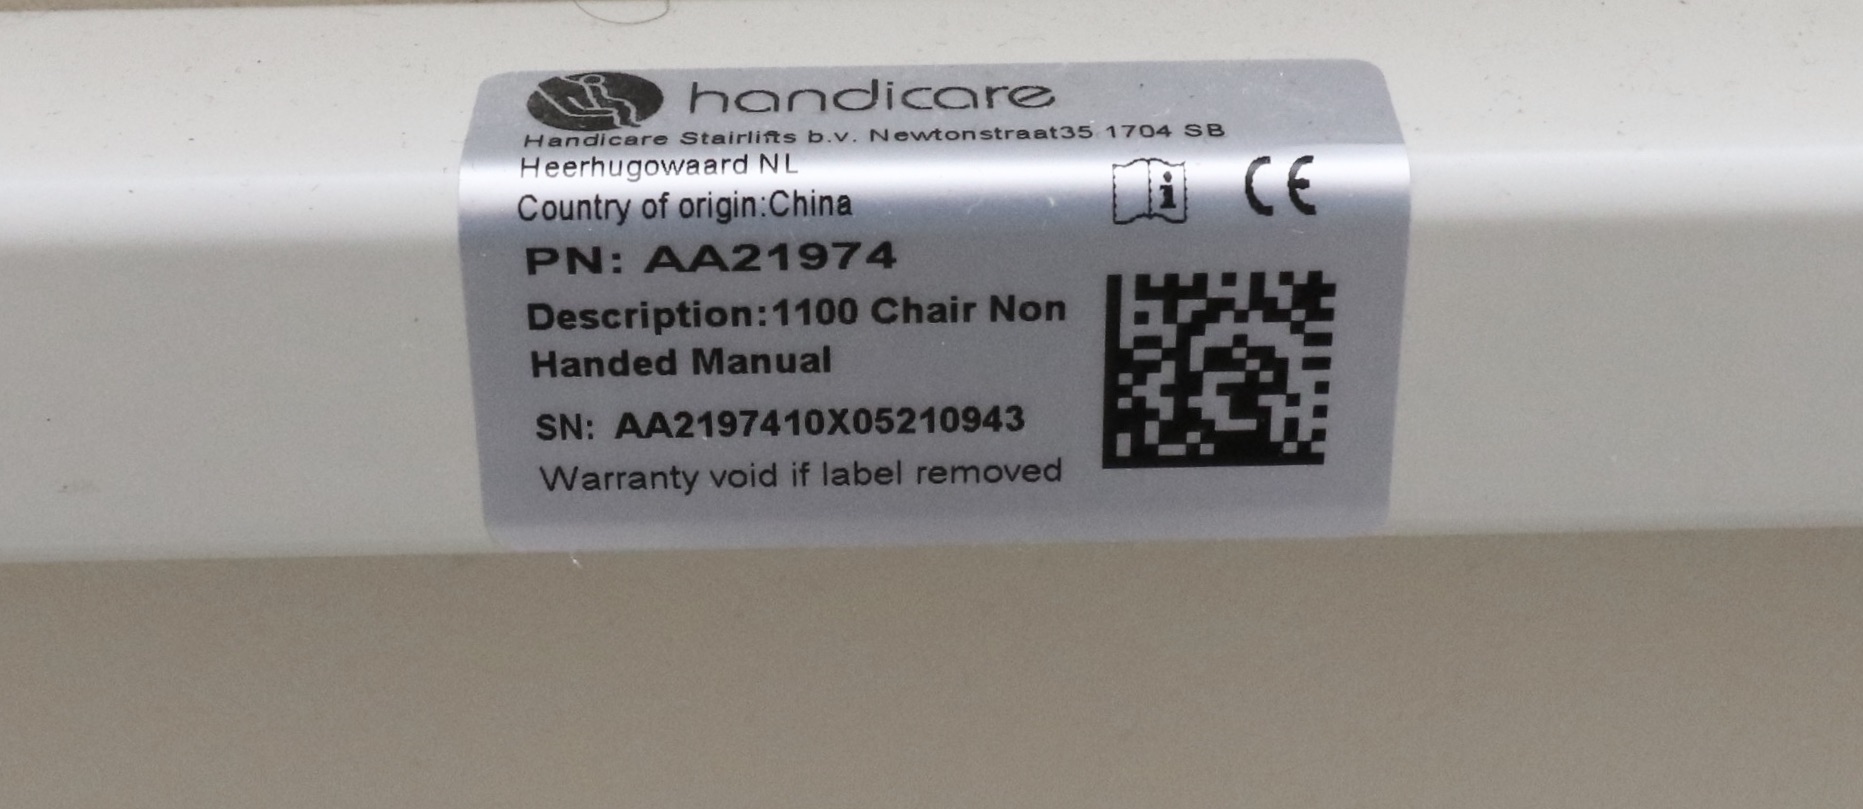 handicare
Handicare Stairlifts b.v. Newtonstraat35 1704 SB
Heerhugowaard NL
Country of origin:China
PN: AA21974
Description:1100 Chair Non
Handed Manual
SN: AA2197410X05210943
Warranty void if label removed